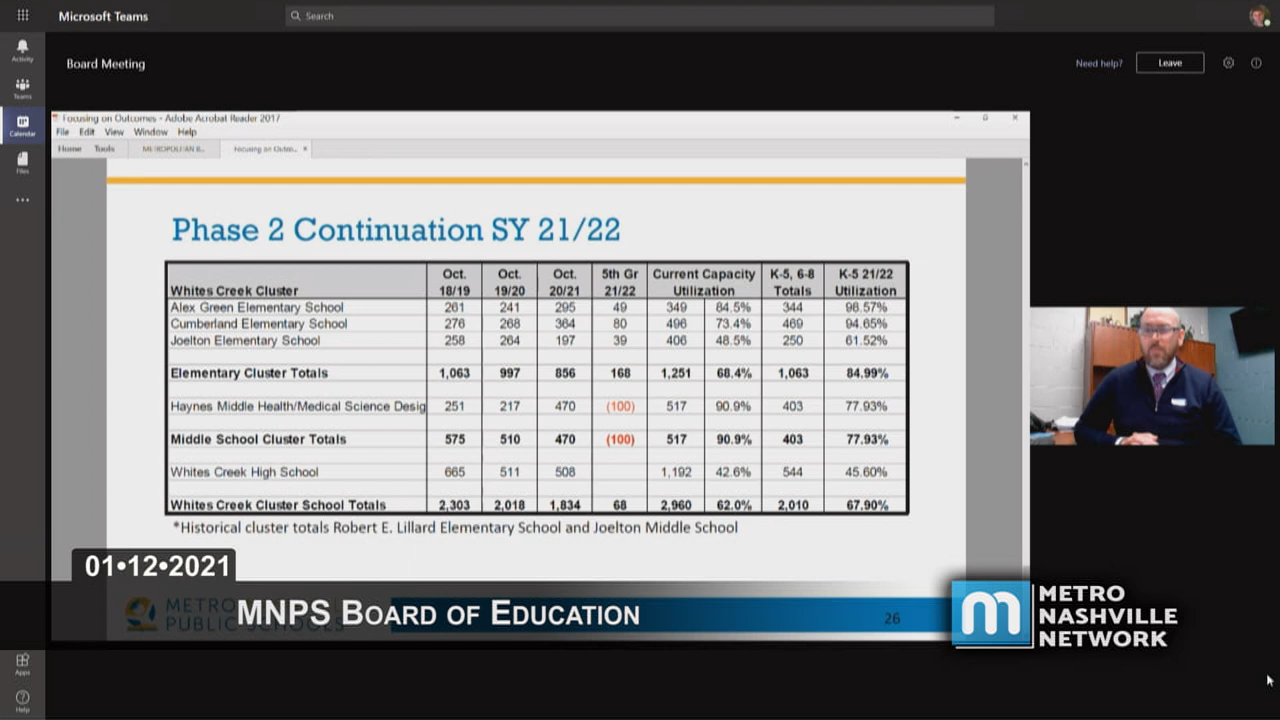 Microsoft Teams
Search
Activity
Teams
Calendar
Files
Apps
Help
Board Meeting
Need help?
Leave
Focusing on Outcomes - Adobe Acrobat Reader 2017
File Edit View Window Help
Home Tools METROPOLITAN B... Focusing on Outco...
Phase 2 Continuation SY 21/22
Whites Creek Cluster Oct. 18/19 Oct. 19/20 Oct. 20/21 5th Gr 21/22 Current Capacity Utilization K-5, 6-8 Totals K-5 21/22 Utilization
Alex Green Elementary School 261 241 295 49 349 84.5% 344 98.57%
Cumberland Elementary School 276 268 364 80 496 73.4% 469 94.65%
Joelton Elementary School 258 264 197 39 406 48.5% 250 61.52%
Elementary Cluster Totals 1,063 997 856 168 1,251 68.4% 1,063 84.99%
Haynes Middle Health/Medical Science Desig 251 217 470 (100) 517 90.9% 403 77.93%
Middle School Cluster Totals 575 510 470 (100) 517 90.9% 403 77.93%
Whites Creek High School 665 511 508 1,192 42.6% 544 45.60%
Whites Creek Cluster School Totals 2,303 2,018 1,834 68 2,960 62.0% 2,010 67.90%
*Historical cluster totals Robert E. Lillard Elementary School and Joelton Middle School
01•12•2021
MNPS BOARD OF EDUCATION
METRO
PUBLIC SCHOOLS
26
METRO
NASHVILLE
NETWORK